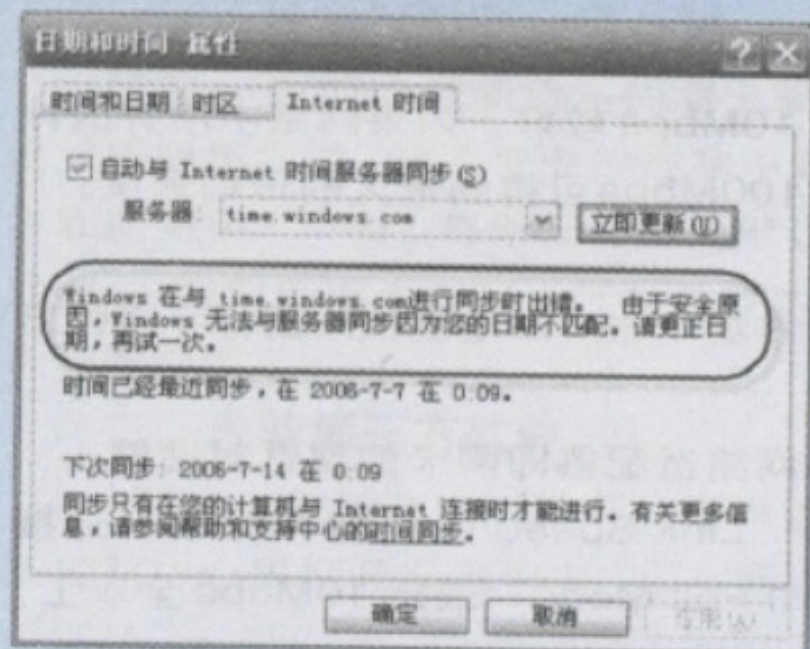 日期和时间 属性
时间和日期 时区 Internet 时间
自动与 Internet 时间服务器同步(S)
服务器: time.windows.com 立即更新(U)
Windows 在与 time.windows.com进行同步时出错。 由于安全原
因,Windows 无法与服务器同步因为您的日期不匹配。请更正日
期,再试一次。
时间已经最近同步,在 2006-7-7 在 0:09。
下次同步: 2006-7-14 在 0:09
同步只有在您的计算机与 Internet 连接时才能进行。有关更多信
息,请参阅帮助和支持中心的时间同步。
确定 取消